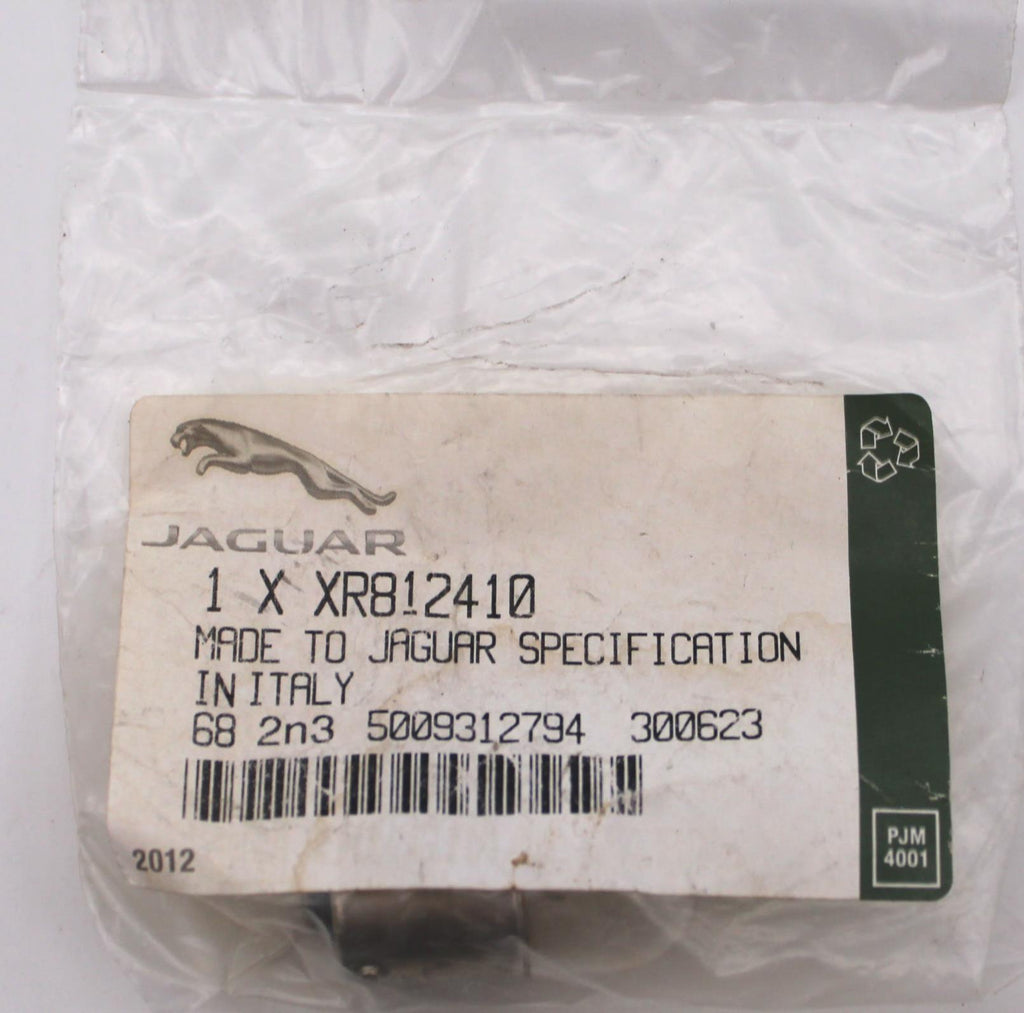 JAGUAR
1 X XR812410
MADE TO JAGUAR SPECIFICATION
IN ITALY
68 2n3 5009312794 300623
2012
PJM
4001